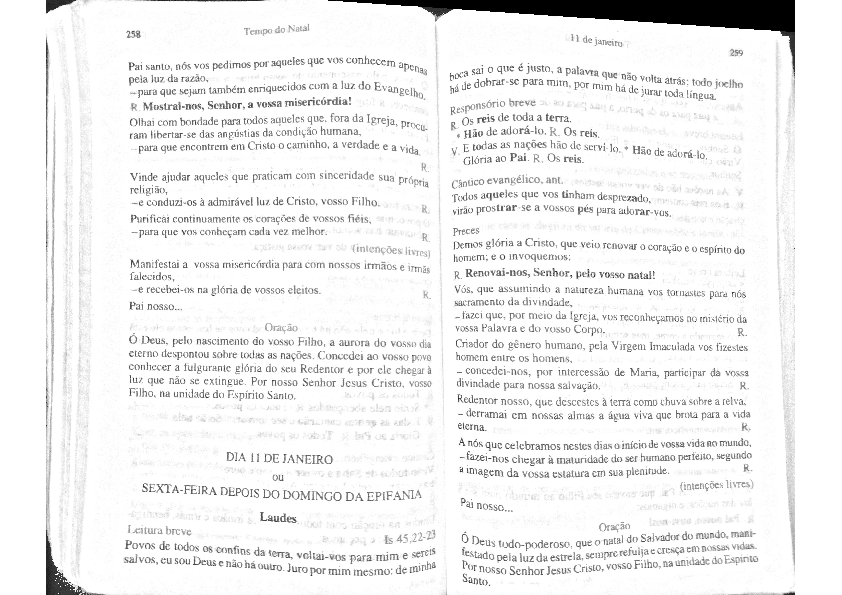 258
Tempo do Natal
Pai santo, nós vos pedimos por aqueles que vos conhecem apenas
pela luz da razão,
–para que sejam também enriquecidos com a luz do Evangelho.
R. Mostrai-nos, Senhor, a vossa misericórdia!
Olhai com bondade para todos aqueles que, fora da Igreja, procu-
ram libertar-se das angústias da condição humana,
–para que encontrem em Cristo o caminho, a verdade e a vida.
R.
Vinde ajudar aqueles que praticam com sinceridade sua própria
religião,
–e conduzi-os à admirável luz de Cristo, vosso Filho.
R.
Purificai continuamente os corações de vossos fiéis,
–para que vos conheçam cada vez melhor.
R.
(intenções livres)
Manifestai a vossa misericórdia para com nossos irmãos e irmãs
falecidos,
–e recebei-os na glória de vossos eleitos.
R.
Pai nosso...
Oração
Ó Deus, pelo nascimento do vosso Filho, a aurora do vosso dia
eterno despontou sobre todas as nações. Concedei ao vosso povo
conhecer a fulgurante glória do seu Redentor e por ele chegar à
luz que não se extingue. Por nosso Senhor Jesus Cristo, vosso
Filho, na unidade do Espírito Santo.
DIA 11 DE JANEIRO
ou
SEXTA-FEIRA DEPOIS DO DOMINGO DA EPIFANIA
Laudes
Leitura breve
Is 45,22-23
Povos de todos os confins da terra, voltai-vos para mim e sereis
salvos, eu sou Deus e não há outro. Juro por mim mesmo: de minha
11 de janeiro
259
boca sai o que é justo, a palavra que não volta atrás: todo joelho
há de dobrar-se para mim, por mim há de jurar toda língua.
Responsório breve
R. Os reis de toda a terra.
* Hão de adorá-lo. R. Os reis.
V. E todas as nações hão de servi-lo. * Hão de adorá-lo.
Glória ao Pai. R. Os reis.
Cântico evangélico, ant.
Todos aqueles que vos tinham desprezado,
virão prostrar-se a vossos pés para adorar-vos.
Preces
Demos glória a Cristo, que veio renovar o coração e o espírito do
homem; e o invoquemos:
R. Renovai-nos, Senhor, pelo vosso natal!
Vós, que assumindo a natureza humana vos tornastes para nós
sacramento da divindade,
–fazei que, por meio da Igreja, vos reconheçamos no mistério da
vossa Palavra e do vosso Corpo.
R.
Criador do gênero humano, pela Virgem Imaculada vos fizestes
homem entre os homens,
– concedei-nos, por intercessão de Maria, participar da vossa
divindade para nossa salvação.
R.
Redentor nosso, que descestes à terra como chuva sobre a relva,
– derramai em nossas almas a água viva que brota para a vida
eterna.
R.
A nós que celebramos nestes dias o início de vossa vida no mundo,
–fazei-nos chegar à maturidade do ser humano perfeito, segundo
a imagem da vossa estatura em sua plenitude.
R.
(intenções livres)
Pai nosso...
Oração
Ó Deus todo-poderoso, que o natal do Salvador do mundo, mani-
festado pela luz da estrela, sempre refulja e cresça em nossas vidas.
Por nosso Senhor Jesus Cristo, vosso Filho, na unidade do Espírito
Santo.